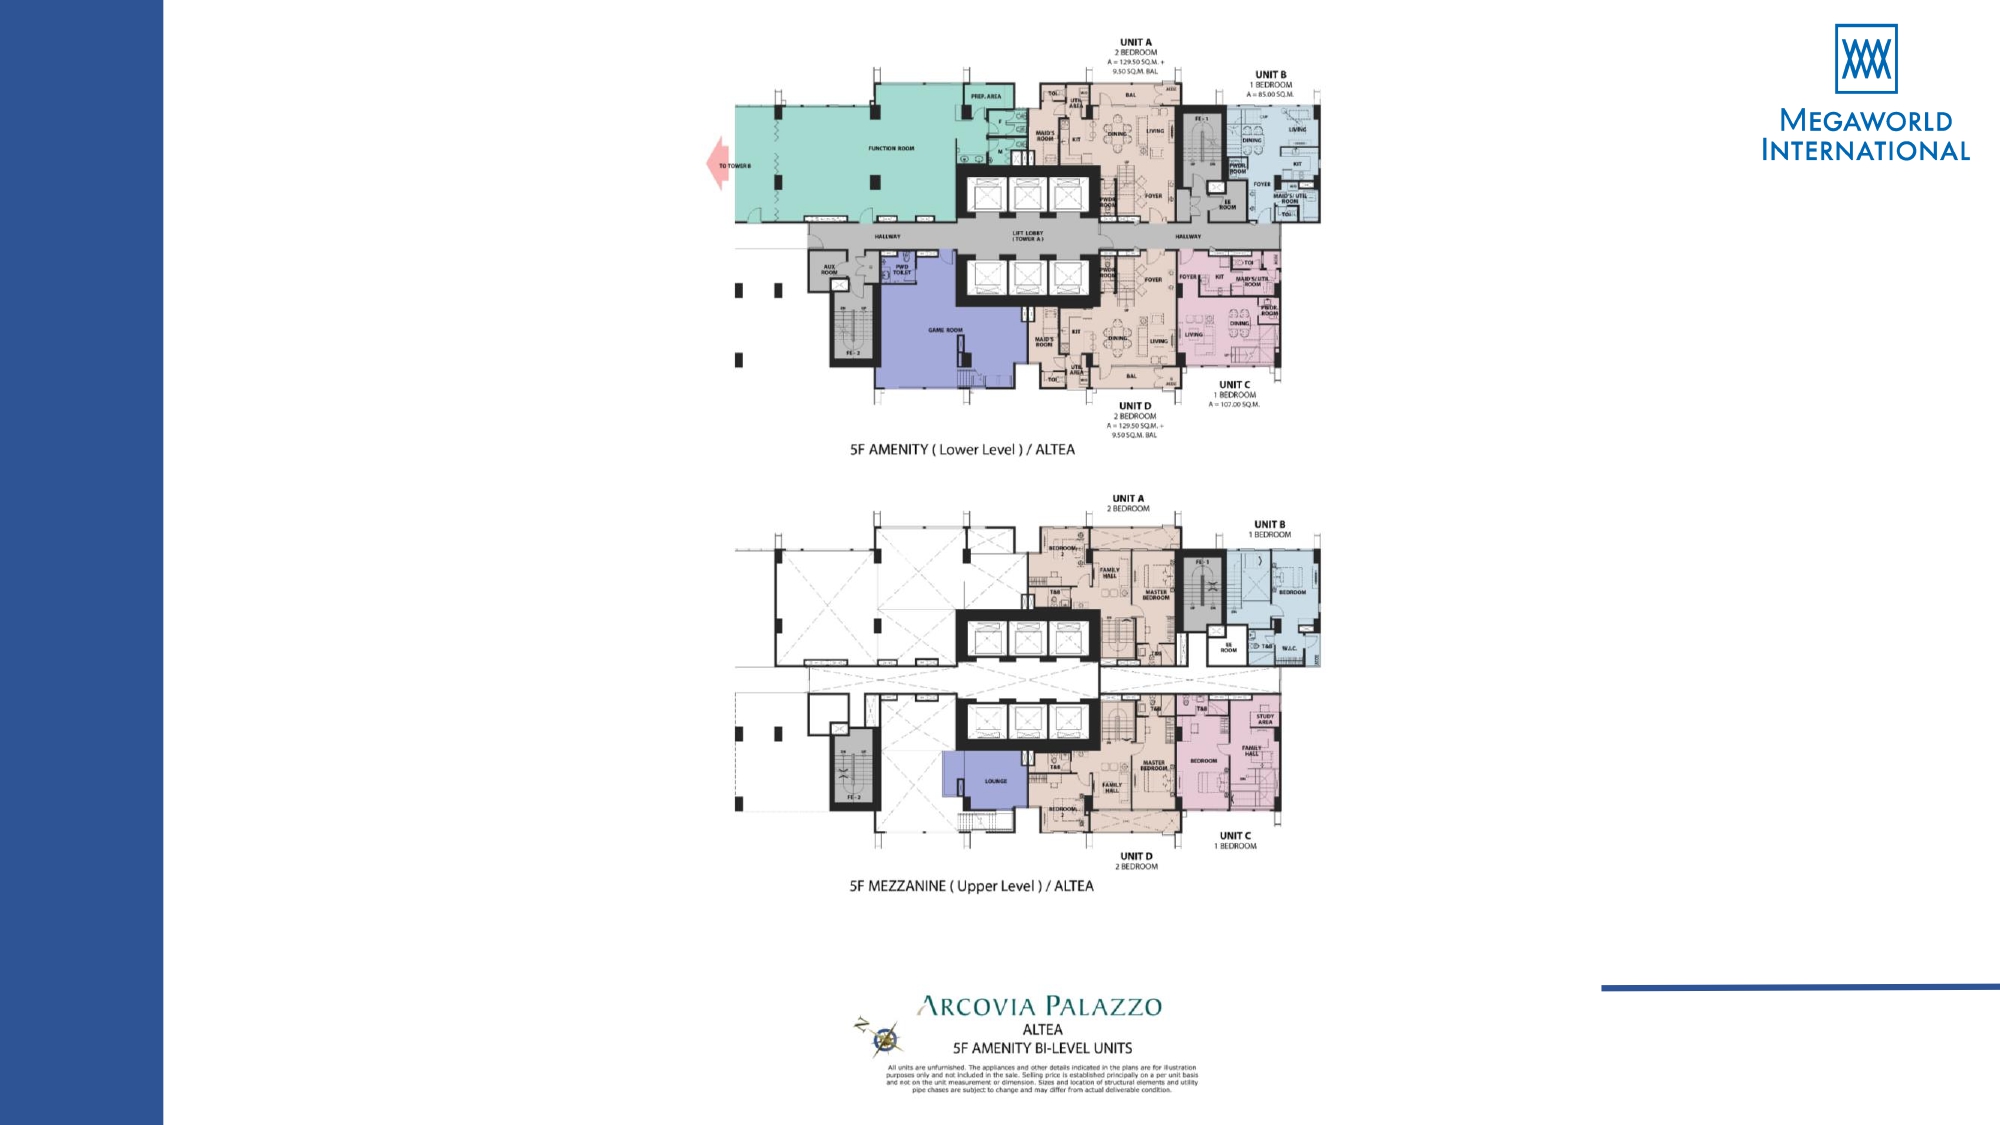 MEGAWORLD
INTERNATIONAL
UNIT A
2 BEDROOM
A = 129.50 SQ.M. +
9.50 SQ.M. BAL
UNIT B
1 BEDROOM
A = 85.00 SQ.M.
PREP. AREA
TOI
UTIL AREA
BAL
FE-1
F
M
MAID'S ROOM
KIT
DINING
LIVING
LIVING
DINING
FUNCTION ROOM
TO TOWER B
PWDR ROOM
KIT
FOYER
FOYER
PWDR ROOM
EE ROOM
MAID'S/ UTIL ROOM
TOI
HALLWAY
LIFT LOBBY
( TOWER A )
HALLWAY
AUX ROOM
PWD TOILET
PWDR ROOM
FOYER
FOYER
KIT
TOI
MAID'S/UTIL ROOM
PWDR ROOM
GAME ROOM
MAID'S ROOM
KIT
DINING
LIVING
LIVING
DINING
FE-2
UTIL AREA
TOI
BAL
UNIT C
1 BEDROOM
A = 107.00 SQ.M.
UNIT D
2 BEDROOM
A = 129.50 SQ.M. +
9.50 SQ.M. BAL
5F AMENITY ( Lower Level ) / ALTEA
UNIT A
2 BEDROOM
UNIT B
1 BEDROOM
BEDROOM 2
FAMILY HALL
MASTER BEDROOM
FE-1
BEDROOM
T&B
T&B
EE ROOM
T&B
W.I.C.
T&B
T&B
STUDY AREA
FAMILY HALL
BEDROOM
MASTER BEDROOM
T&B
FAMILY HALL
LOUNGE
BEDROOM 2
FE-2
UNIT C
1 BEDROOM
UNIT D
2 BEDROOM
5F MEZZANINE ( Upper Level ) / ALTEA
ARCOVIA PALAZZO
N
ALTEA
5F AMENITY BI-LEVEL UNITS
All units are unfurnished. The appliances and other details indicated in the plans are for illustration
purposes only and not included in the sale. Selling price is established principally on a per unit basis
and not on the unit measurement or dimension. Sizes and location of structural elements and utility
pipe chases are subject to change and may differ from actual deliverable condition.